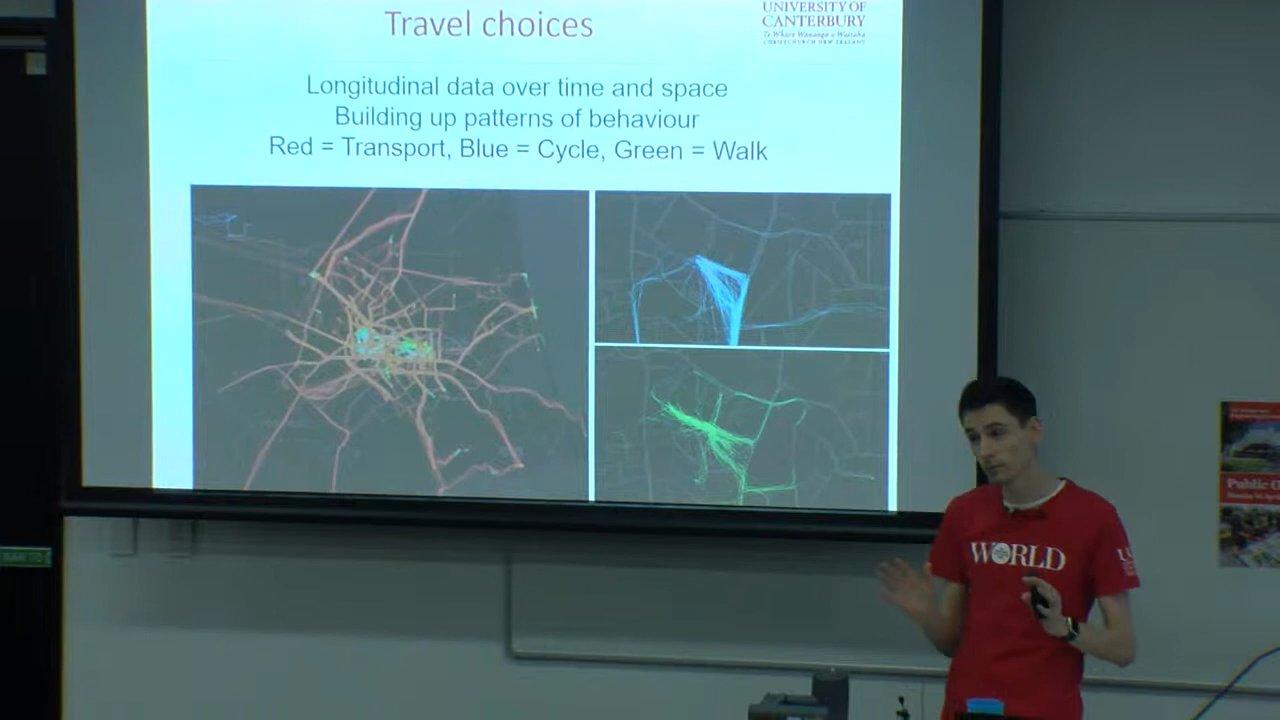 Travel choices
UNIVERSITY OF
CANTERBURY
Te Whare Wānanga o Waitaha
CHRISTCHURCH NEW ZEALAND
Longitudinal data over time and space
Building up patterns of behaviour
Red = Transport, Blue = Cycle, Green = Walk
WORLD
Public O